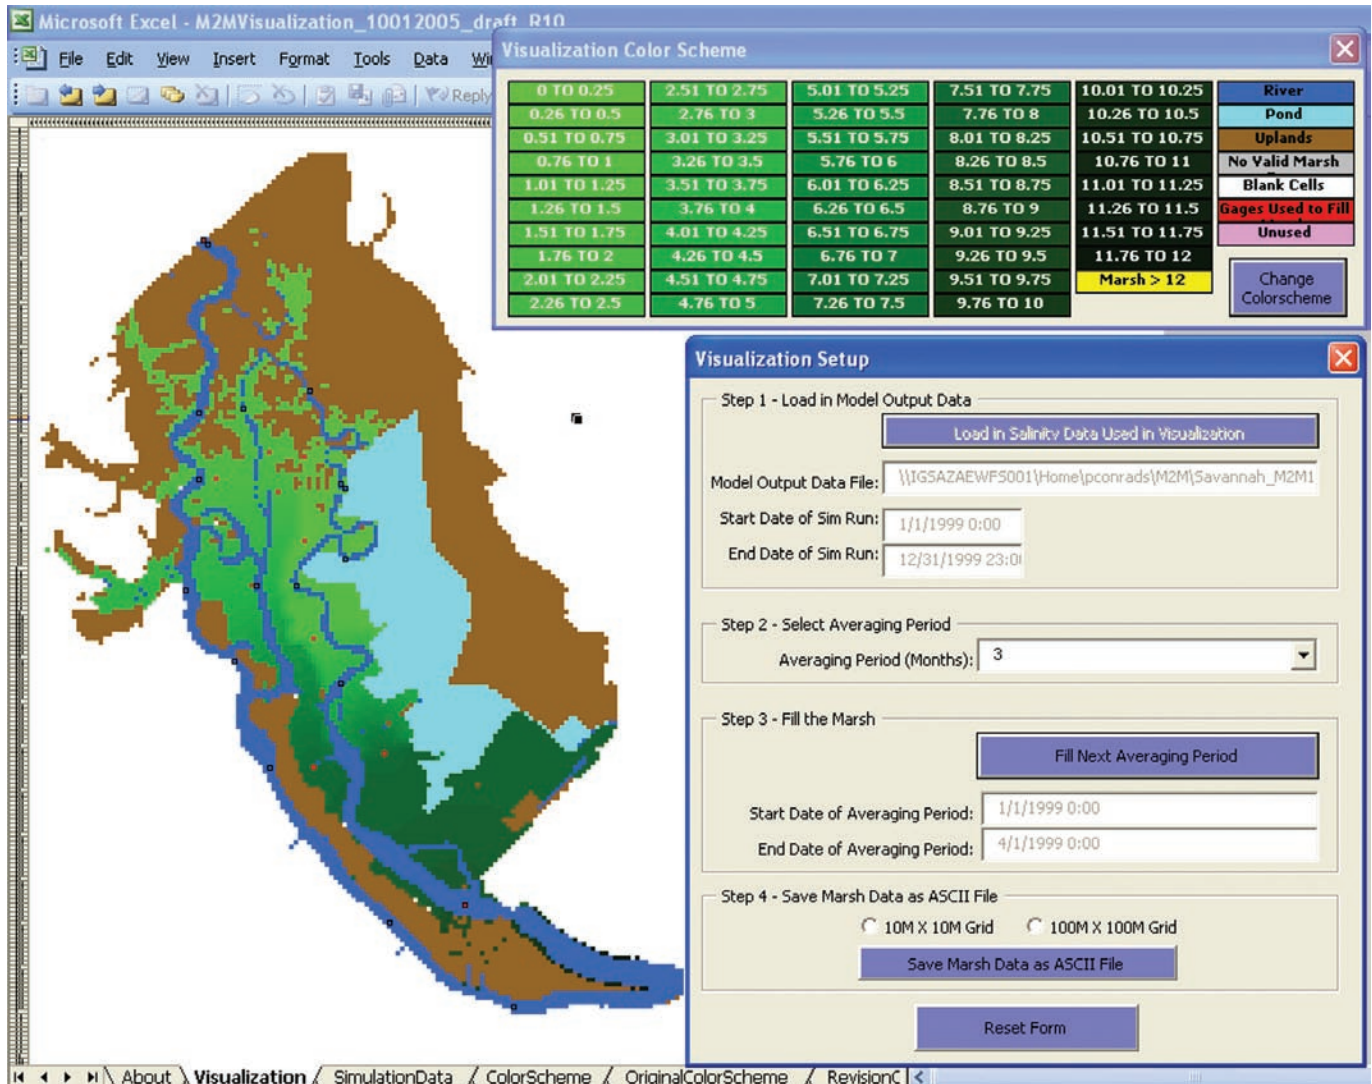 Microsoft Excel - M2MVisualization_10012005_draft_R10
File Edit View Insert Format Tools Data
Reply
Visualization Color Scheme
0 TO 0.25 2.51 TO 2.75 5.01 TO 5.25 7.51 TO 7.75 10.01 TO 10.25 River
0.26 TO 0.5 2.76 TO 3 5.26 TO 5.5 7.76 TO 8 10.26 TO 10.5 Pond
0.51 TO 0.75 3.01 TO 3.25 5.51 TO 5.75 8.01 TO 8.25 10.51 TO 10.75 Uplands
0.76 TO 1 3.26 TO 3.5 5.76 TO 6 8.26 TO 8.5 10.76 TO 11 No Valid Marsh
1.01 TO 1.25 3.51 TO 3.75 6.01 TO 6.25 8.51 TO 8.75 11.01 TO 11.25 Blank Cells
1.26 TO 1.5 3.76 TO 4 6.26 TO 6.5 8.76 TO 9 11.26 TO 11.5 Gages Used to Fill
1.51 TO 1.75 4.01 TO 4.25 6.51 TO 6.75 9.01 TO 9.25 11.51 TO 11.75 Unused
1.76 TO 2 4.26 TO 4.5 6.76 TO 7 9.26 TO 9.5 11.76 TO 12
2.01 TO 2.25 4.51 TO 4.75 7.01 TO 7.25 9.51 TO 9.75 Marsh > 12
2.26 TO 2.5 4.76 TO 5 7.26 TO 7.5 9.76 TO 10
Change
Colorscheme
Visualization Setup
Step 1 - Load in Model Output Data
Load in Salinity Data Used in Visualization
Model Output Data File: \\IGSAZAEWFS001\Home\pconrads\M2M\Savannah_M2M1
Start Date of Sim Run: 1/1/1999 0:00
End Date of Sim Run: 12/31/1999 23:00
Step 2 - Select Averaging Period
Averaging Period (Months): 3
Step 3 - Fill the Marsh
Fill Next Averaging Period
Start Date of Averaging Period: 1/1/1999 0:00
End Date of Averaging Period: 4/1/1999 0:00
Step 4 - Save Marsh Data as ASCII File
10M X 10M Grid 100M X 100M Grid
Save Marsh Data as ASCII File
Reset Form
About Visualization SimulationData ColorScheme OriginalColorScheme RevisionC